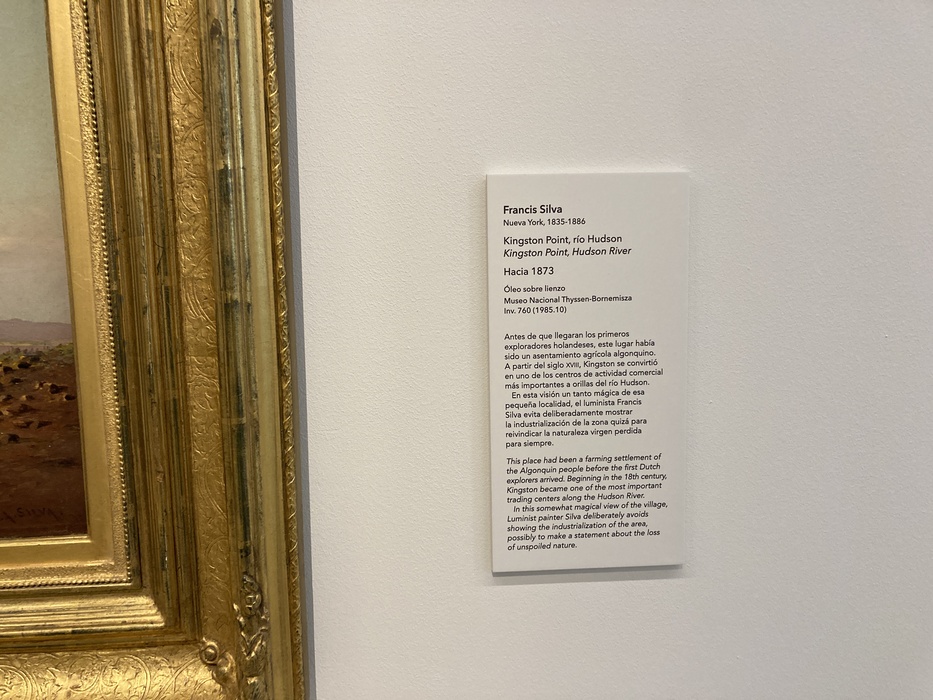 Francis Silva
Nueva York, 1835-1886
Kingston Point, río Hudson
Kingston Point, Hudson River
Hacia 1873
Óleo sobre lienzo
Museo Nacional Thyssen-Bornemisza
Inv. 760 (1985.10)
Antes de que llegaran los primeros
exploradores holandeses, este lugar había
sido un asentamiento agrícola algonquino.
A partir del siglo XVIII, Kingston se convirtió
en uno de los centros de actividad comercial
más importantes a orillas del río Hudson.
En esta visión un tanto mágica de esa
pequeña localidad, el luminista Francis
Silva evita deliberadamente mostrar
la industrialización de la zona quizá para
reivindicar la naturaleza virgen perdida
para siempre.
This place had been a farming settlement of
the Algonquin people before the first Dutch
explorers arrived. Beginning in the 18th century,
Kingston became one of the most important
trading centers along the Hudson River.
In this somewhat magical view of the village,
Luminist painter Silva deliberately avoids
showing the industrialization of the area,
possibly to make a statement about the loss
of unspoiled nature.
SILVA.